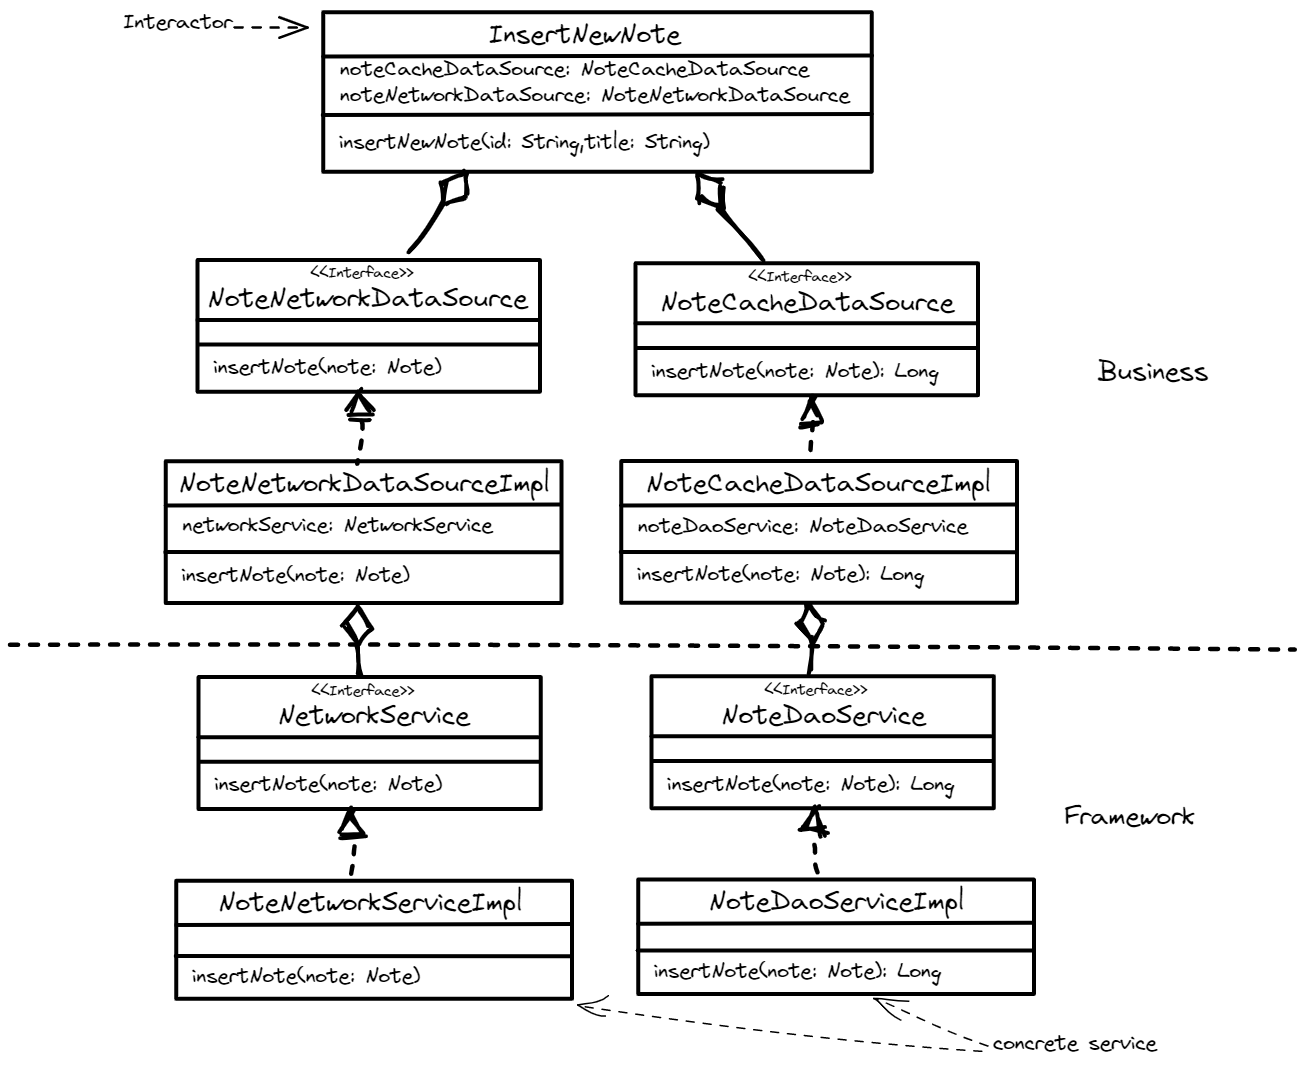 Interactor
InsertNewNote
noteCacheDataSource: NoteCacheDataSource
noteNetworkDataSource: NoteNetworkDataSource
insertNewNote(id: String,title: String)
<<Interface>>
NoteNetworkDataSource
insertNote(note: Note)
<<Interface>>
NoteCacheDataSource
insertNote(note: Note): Long
Business
NoteNetworkDataSourceImpl
networkService: NetworkService
insertNote(note: Note)
NoteCacheDataSourceImpl
noteDaoService: NoteDaoService
insertNote(note: Note): Long
<<Interface>>
NetworkService
insertNote(note: Note)
<<Interface>>
NoteDaoService
insertNote(note: Note): Long
Framework
NoteNetworkServiceImpl
insertNote(note: Note)
NoteDaoServiceImpl
insertNote(note: Note): Long
concrete service